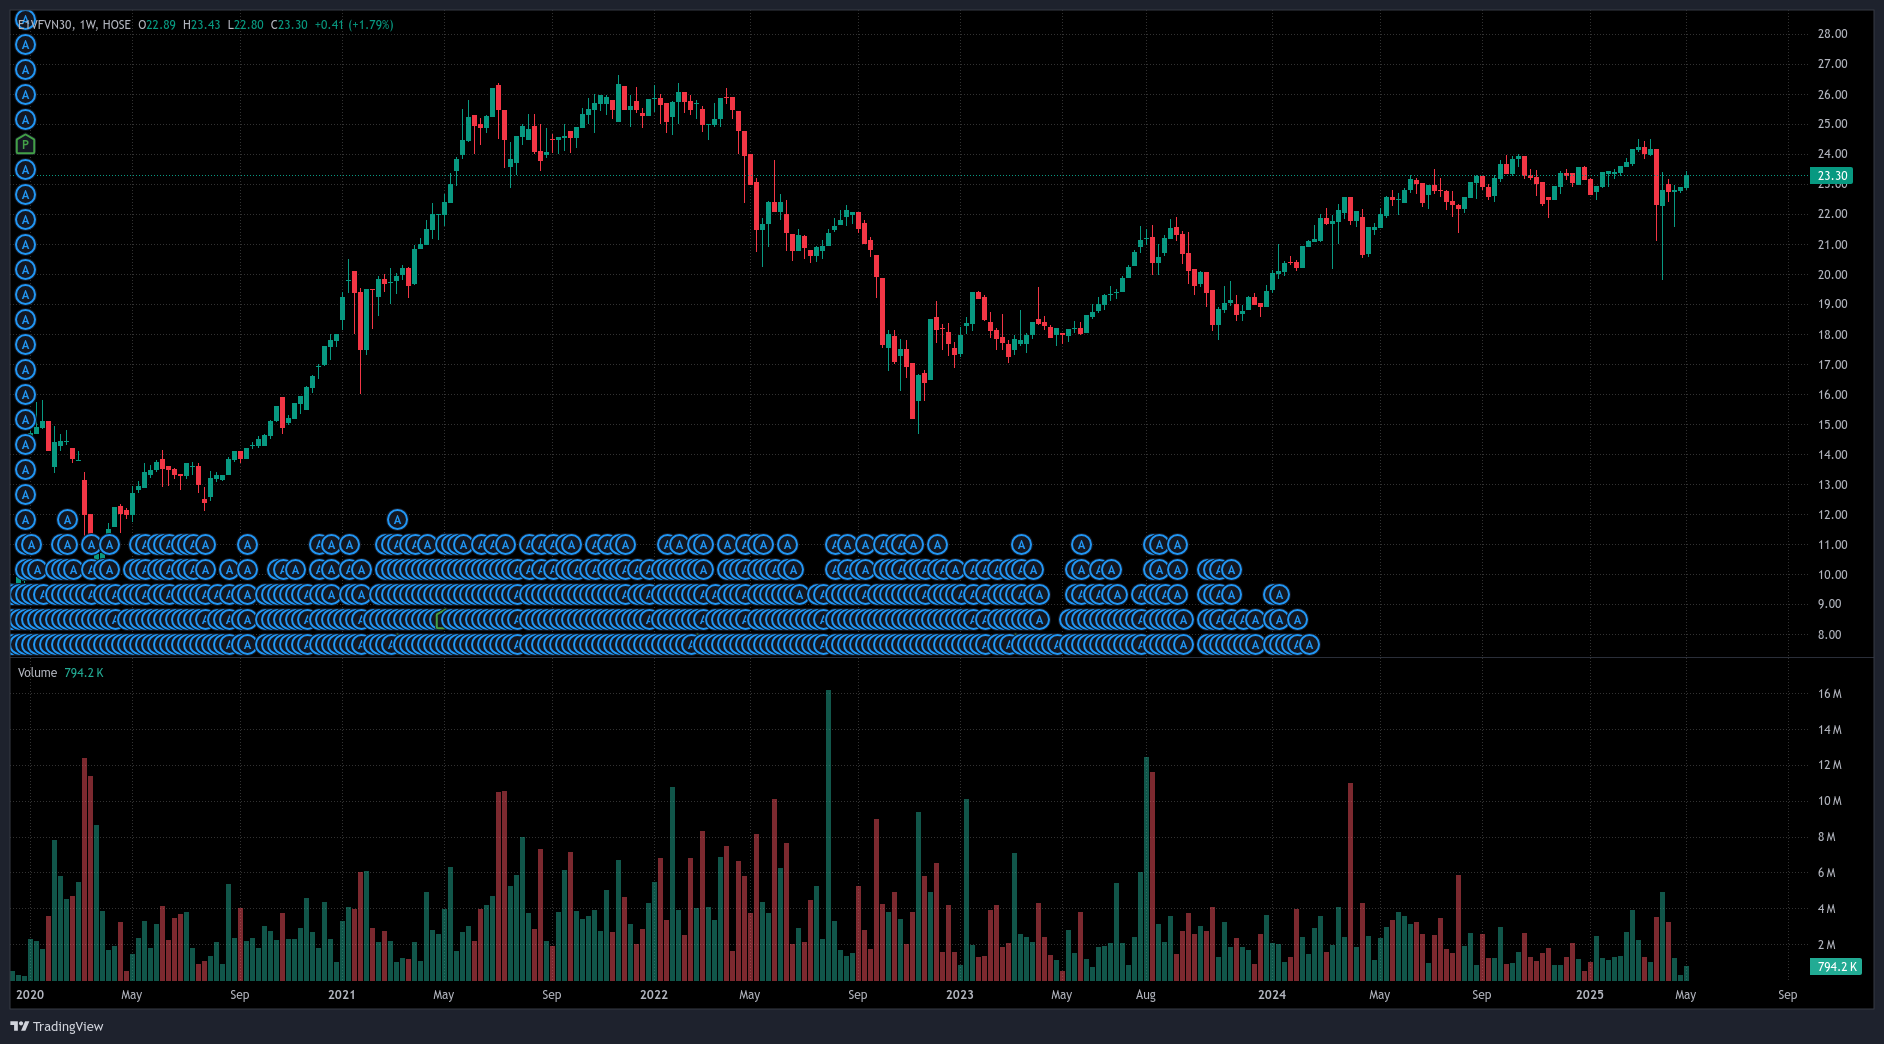 E1VFVN30, 1W, HOSE O22.89 H23.43 L22.80 C23.30 +0.41 (+1.79%)
28.00
27.00
26.00
25.00
24.00
23.30
23.00
22.00
21.00
20.00
19.00
18.00
17.00
16.00
15.00
14.00
13.00
12.00
11.00
10.00
9.00
8.00
Volume 794.2 K
16 M
14 M
12 M
10 M
8 M
6 M
4 M
2 M
794.2 K
2020 May Sep 2021 May Sep 2022 May Sep 2023 May Aug 2024 May Sep 2025 May Sep
TradingView